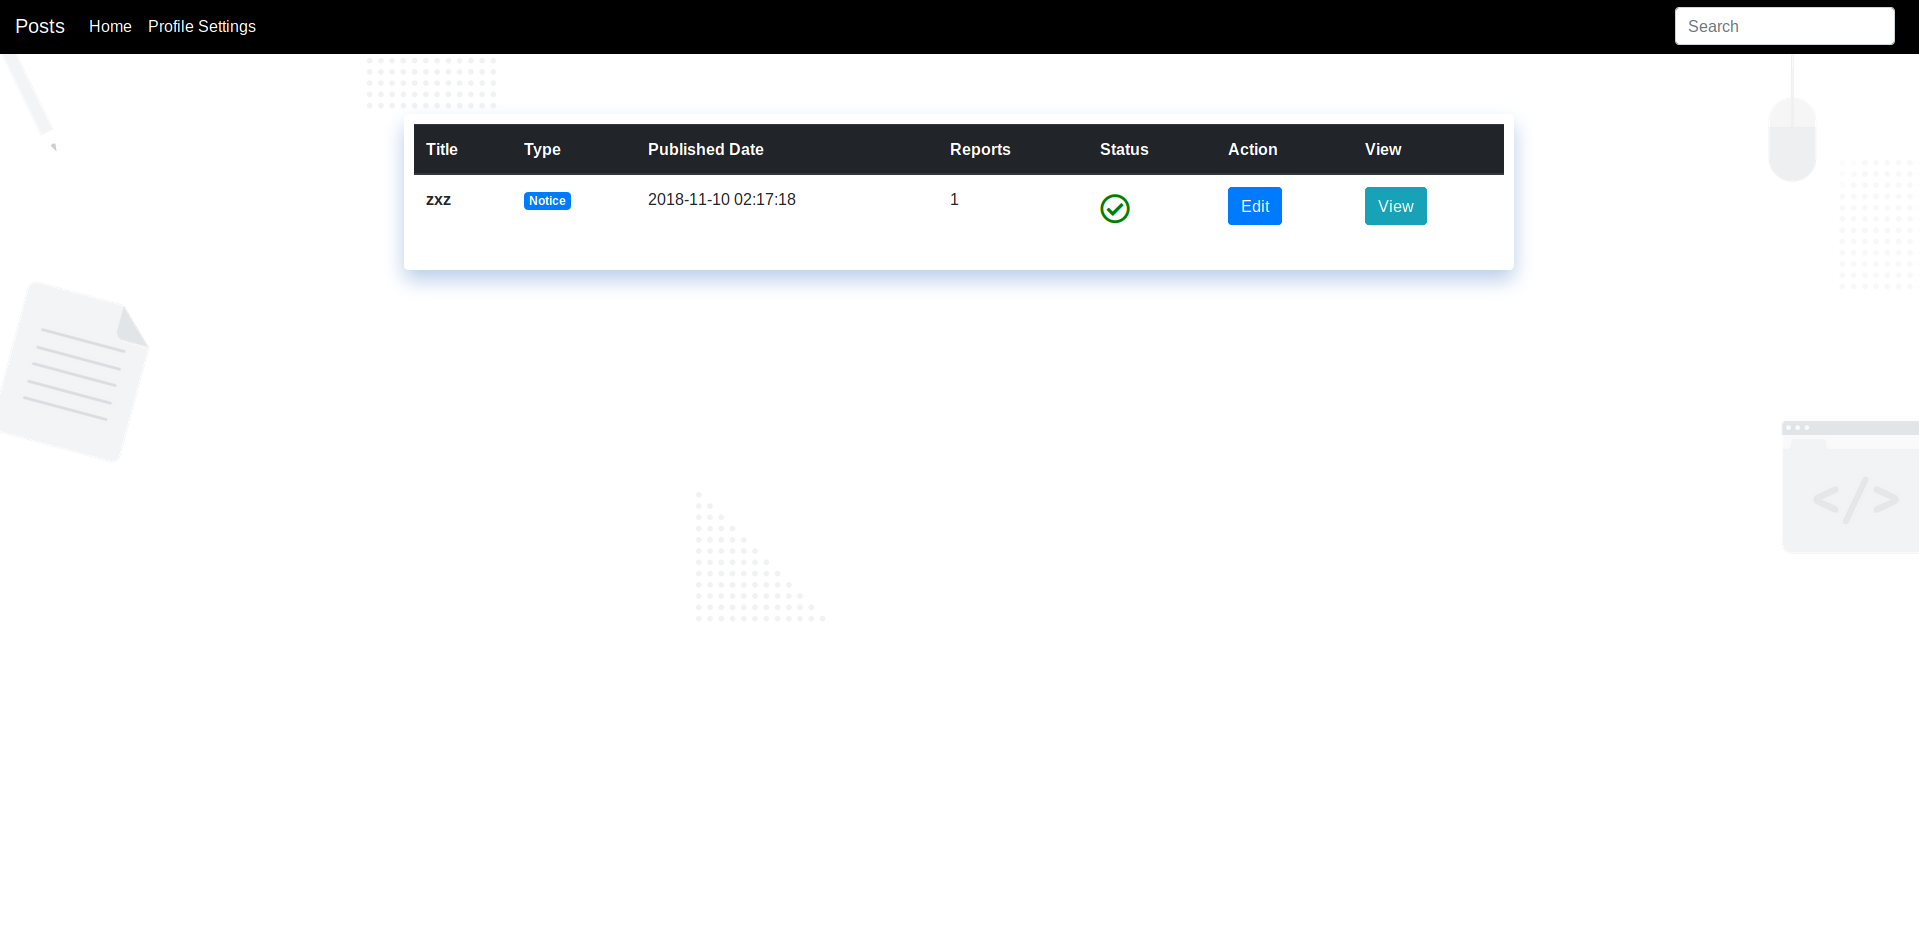 Posts Home Profile Settings Search
Title Type Published Date Reports Status Action View
zxz Notice 2018-11-10 02:17:18 1 Edit View
</>